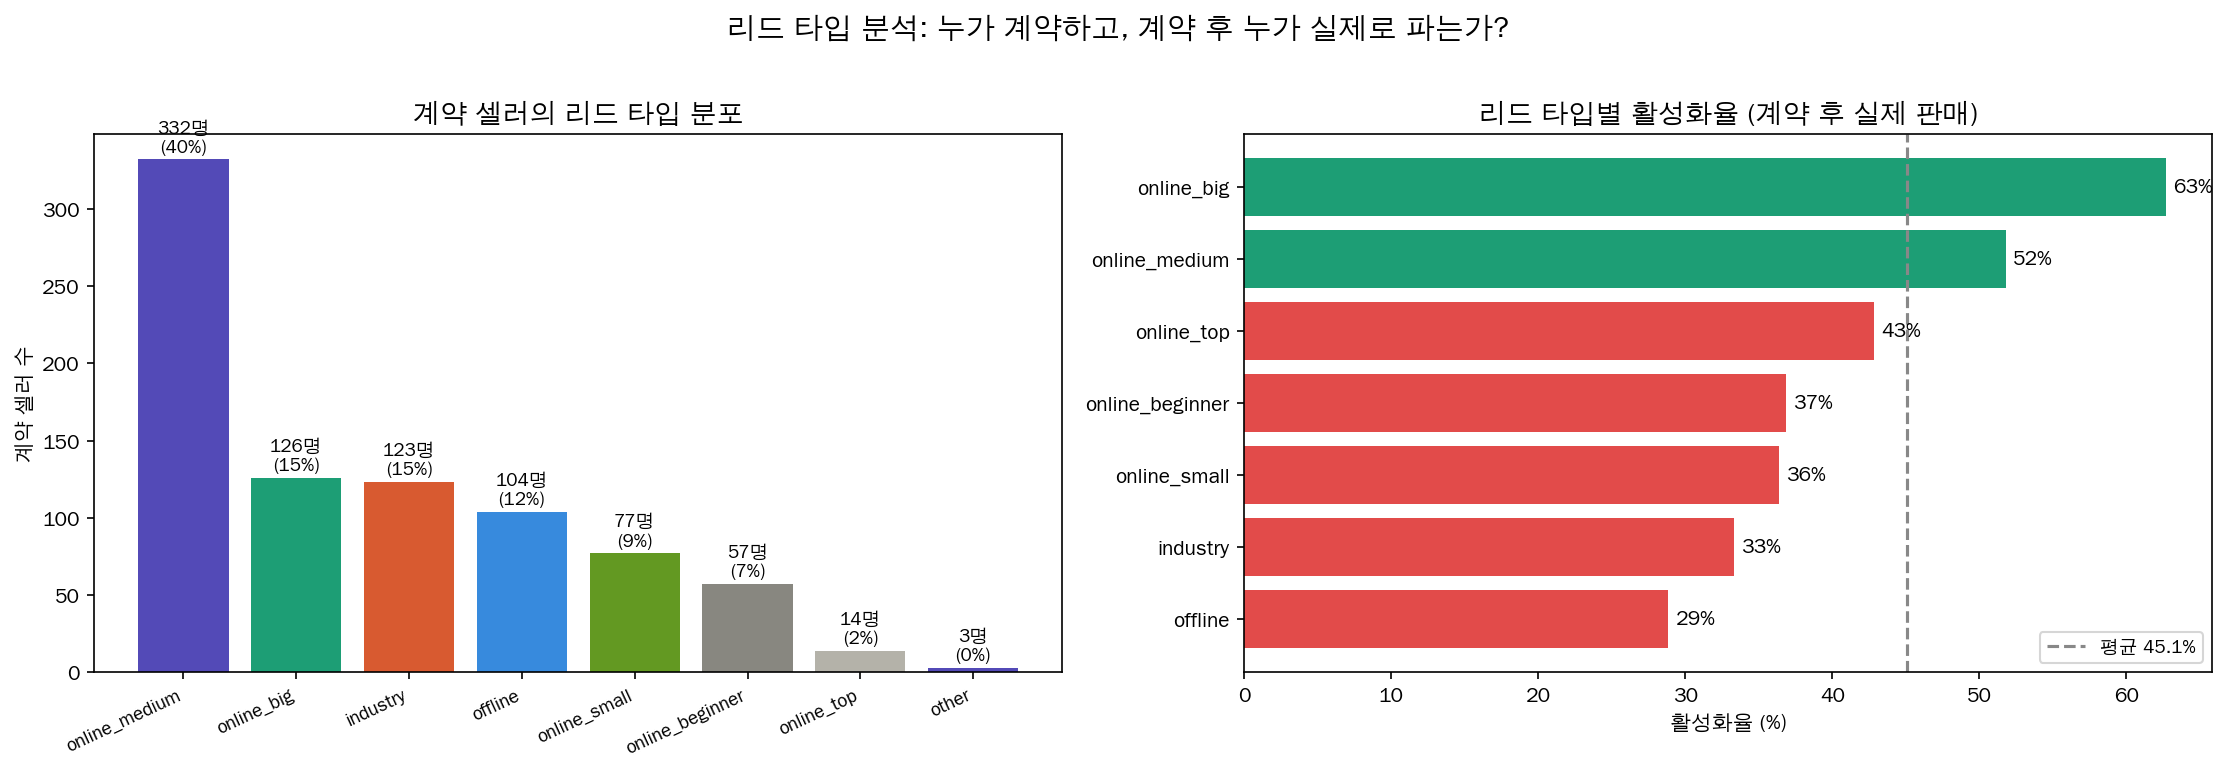 리드 타입 분석: 누가 계약하고, 계약 후 누가 실제로 파는가?
계약 셀러의 리드 타입 분포
계약 셀러 수
300
250
200
150
100
50
0
332명
(40%)
126명
(15%)
123명
(15%)
104명
(12%)
77명
(9%)
57명
(7%)
14명
(2%)
3명
(0%)
online_medium
online_big
industry
offline
online_small
online_beginner
online_top
other
리드 타입별 활성화율 (계약 후 실제 판매)
online_big
63%
online_medium
52%
online_top
43%
online_beginner
37%
online_small
36%
industry
33%
offline
29%
평균 45.1%
0
10
20
30
40
50
60
활성화율 (%)